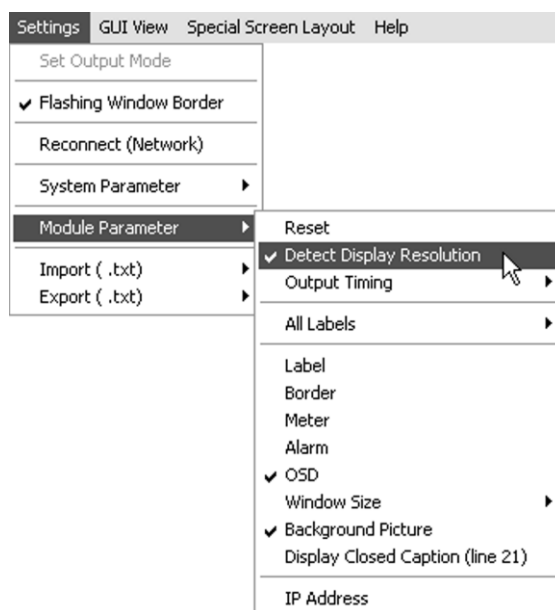 Settings GUI View Special Screen Layout Help
Set Output Mode
Flashing Window Border
Reconnect (Network)
System Parameter
Module Parameter
Import ( .txt)
Export ( .txt)
Reset
Detect Display Resolution
Output Timing
All Labels
Label
Border
Meter
Alarm
OSD
Window Size
Background Picture
Display Closed Caption (line 21)
IP Address